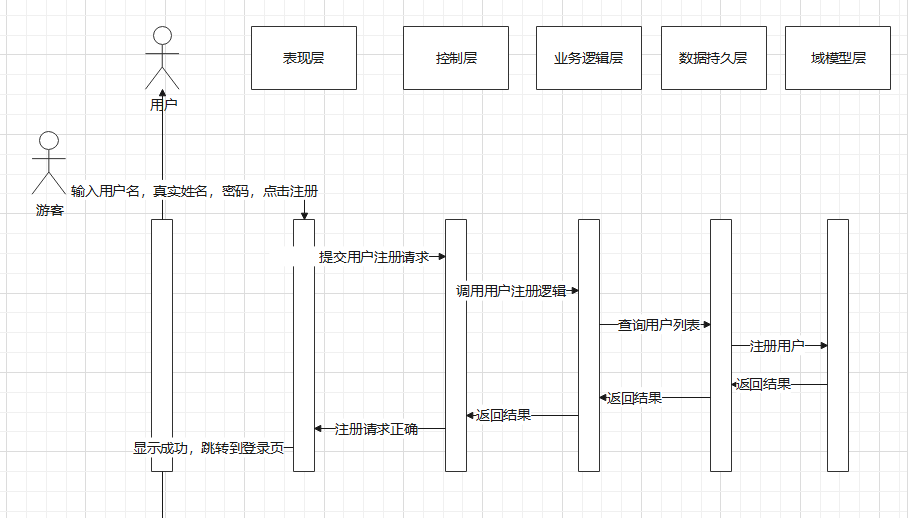 表现层
控制层
业务逻辑层
数据持久层
域模型层
用户
输入用户名，真实姓名，密码，点击注册
游客
提交用户注册请求
调用用户注册逻辑
查询用户列表
注册用户
返回结果
返回结果
返回结果
注册请求正确
显示成功，跳转到登录页